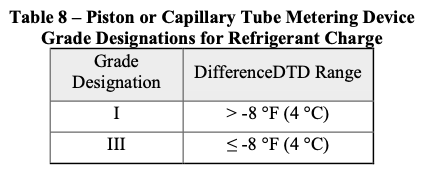 Table 8 – Piston or Capillary Tube Metering Device
Grade Designations for Refrigerant Charge
Grade
Designation
DifferenceDTD Range
I
> -8 °F (4 °C)
III
≤ -8 °F (4 °C)